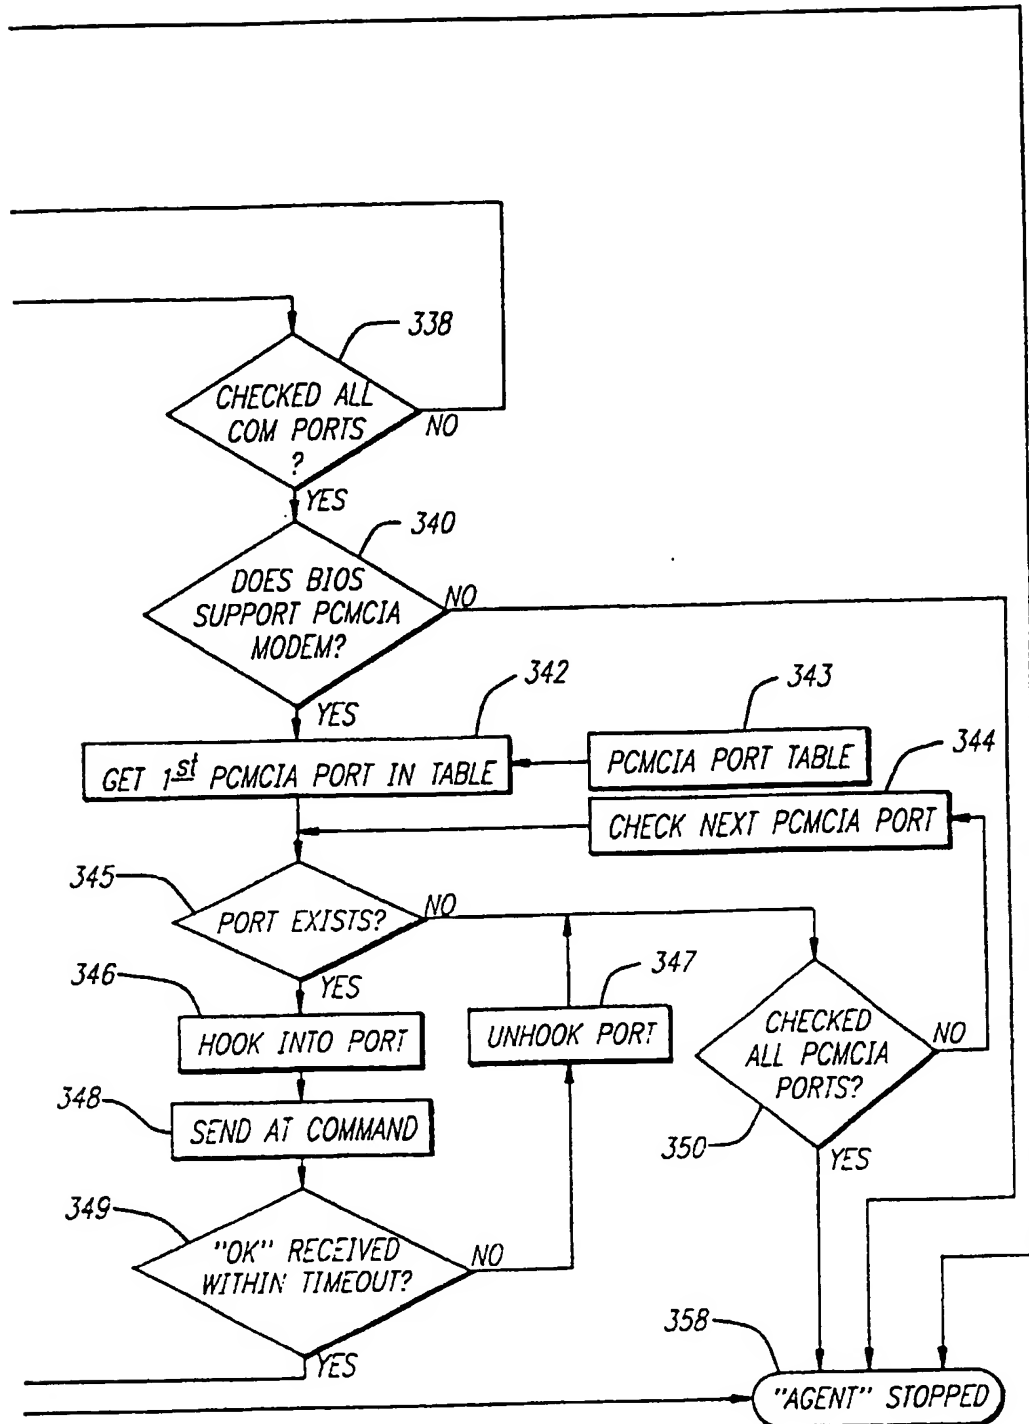 338
CHECKED ALL
COM PORTS
?
NO
YES
340
DOES BIOS
SUPPORT PCMCIA
MODEM?
NO
YES
342
343
GET 1st PCMCIA PORT IN TABLE
PCMCIA PORT TABLE
344
CHECK NEXT PCMCIA PORT
345
PORT EXISTS?
NO
YES
346
HOOK INTO PORT
347
UNHOOK PORT
CHECKED
ALL PCMCIA
PORTS?
NO
350
YES
348
SEND AT COMMAND
349
"OK" RECEIVED
WITHIN TIMEOUT?
NO
YES
358
"AGENT" STOPPED